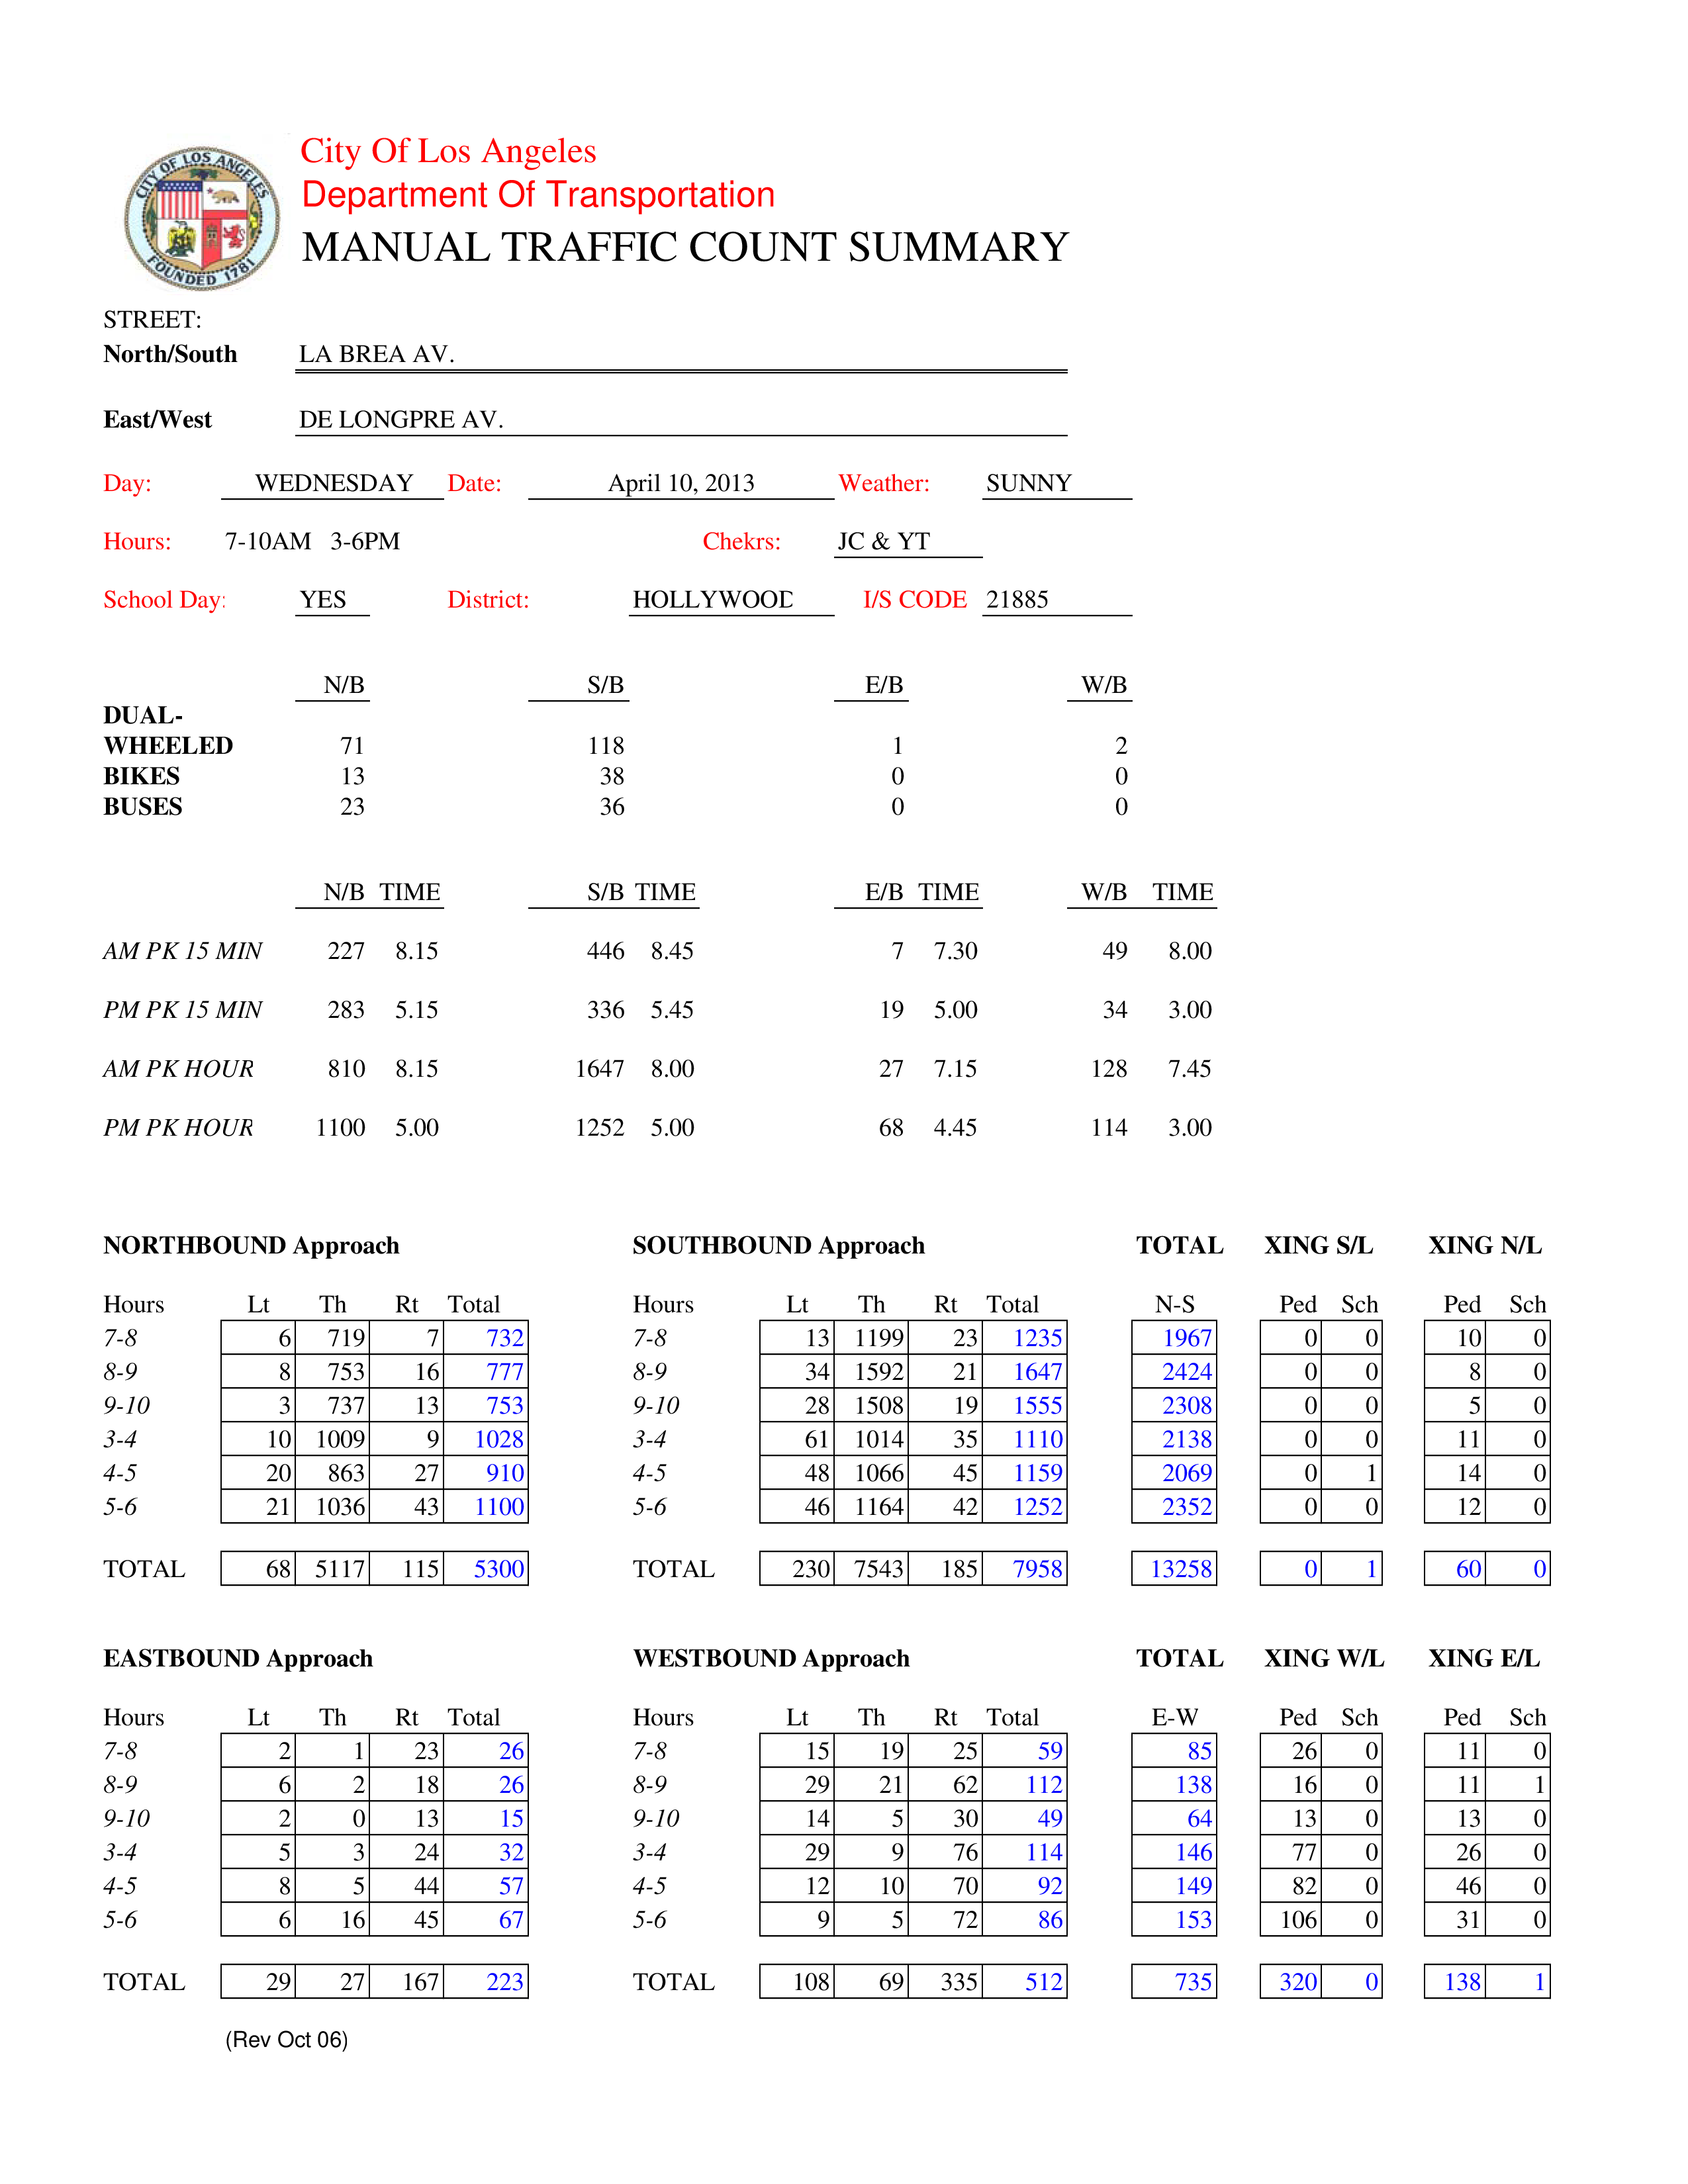 CITY OF LOS ANGELES
FOUNDED 1781
City Of Los Angeles
Department Of Transportation
MANUAL TRAFFIC COUNT SUMMARY
STREET:
North/South LA BREA AV.
East/West DE LONGPRE AV.
Day: WEDNESDAY Date: April 10, 2013 Weather: SUNNY
Hours: 7-10AM 3-6PM Chekrs: JC & YT
School Day: YES District: HOLLYWOOD I/S CODE 21885
N/B S/B E/B W/B
DUAL-
WHEELED 71 118 1 2
BIKES 13 38 0 0
BUSES 23 36 0 0
N/B TIME S/B TIME E/B TIME W/B TIME
AM PK 15 MIN 227 8.15 446 8.45 7 7.30 49 8.00
PM PK 15 MIN 283 5.15 336 5.45 19 5.00 34 3.00
AM PK HOUR 810 8.15 1647 8.00 27 7.15 128 7.45
PM PK HOUR 1100 5.00 1252 5.00 68 4.45 114 3.00
NORTHBOUND Approach SOUTHBOUND Approach TOTAL XING S/L XING N/L
Hours Lt Th Rt Total Hours Lt Th Rt Total N-S Ped Sch Ped Sch
7-8 6 719 7 732 7-8 13 1199 23 1235 1967 0 0 10 0
8-9 8 753 16 777 8-9 34 1592 21 1647 2424 0 0 8 0
9-10 3 737 13 753 9-10 28 1508 19 1555 2308 0 0 5 0
3-4 10 1009 9 1028 3-4 61 1014 35 1110 2138 0 0 11 0
4-5 20 863 27 910 4-5 48 1066 45 1159 2069 0 1 14 0
5-6 21 1036 43 1100 5-6 46 1164 42 1252 2352 0 0 12 0
TOTAL 68 5117 115 5300 TOTAL 230 7543 185 7958 13258 0 1 60 0
EASTBOUND Approach WESTBOUND Approach TOTAL XING W/L XING E/L
Hours Lt Th Rt Total Hours Lt Th Rt Total E-W Ped Sch Ped Sch
7-8 2 1 23 26 7-8 15 19 25 59 85 26 0 11 0
8-9 6 2 18 26 8-9 29 21 62 112 138 16 0 11 1
9-10 2 0 13 15 9-10 14 5 30 49 64 13 0 13 0
3-4 5 3 24 32 3-4 29 9 76 114 146 77 0 26 0
4-5 8 5 44 57 4-5 12 10 70 92 149 82 0 46 0
5-6 6 16 45 67 5-6 9 5 72 86 153 106 0 31 0
TOTAL 29 27 167 223 TOTAL 108 69 335 512 735 320 0 138 1
(Rev Oct 06)